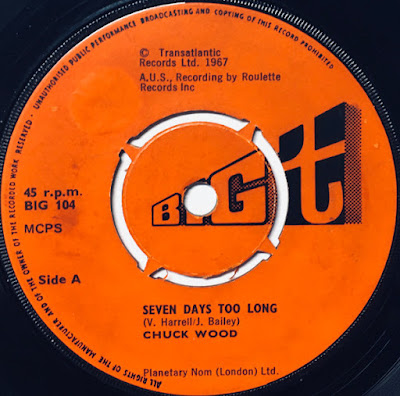 UNAUTHORISED PUBLIC PERFORMANCE BROADCASTING AND COPYING OF THIS RECORD PROHIBITED
ALL RIGHTS OF THE MANUFACTURER AND OF THE OWNER OF THE RECORDED WORK RESERVED -
© Transatlantic
Records Ltd. 1967
A.U.S., Recording by Roulette
Records Inc
45 r.p.m.
BIG 104
MCPS
BIG t
Side A
SEVEN DAYS TOO LONG
(V. Harrell/J. Bailey)
CHUCK WOOD
Planetary Nom (London) Ltd.